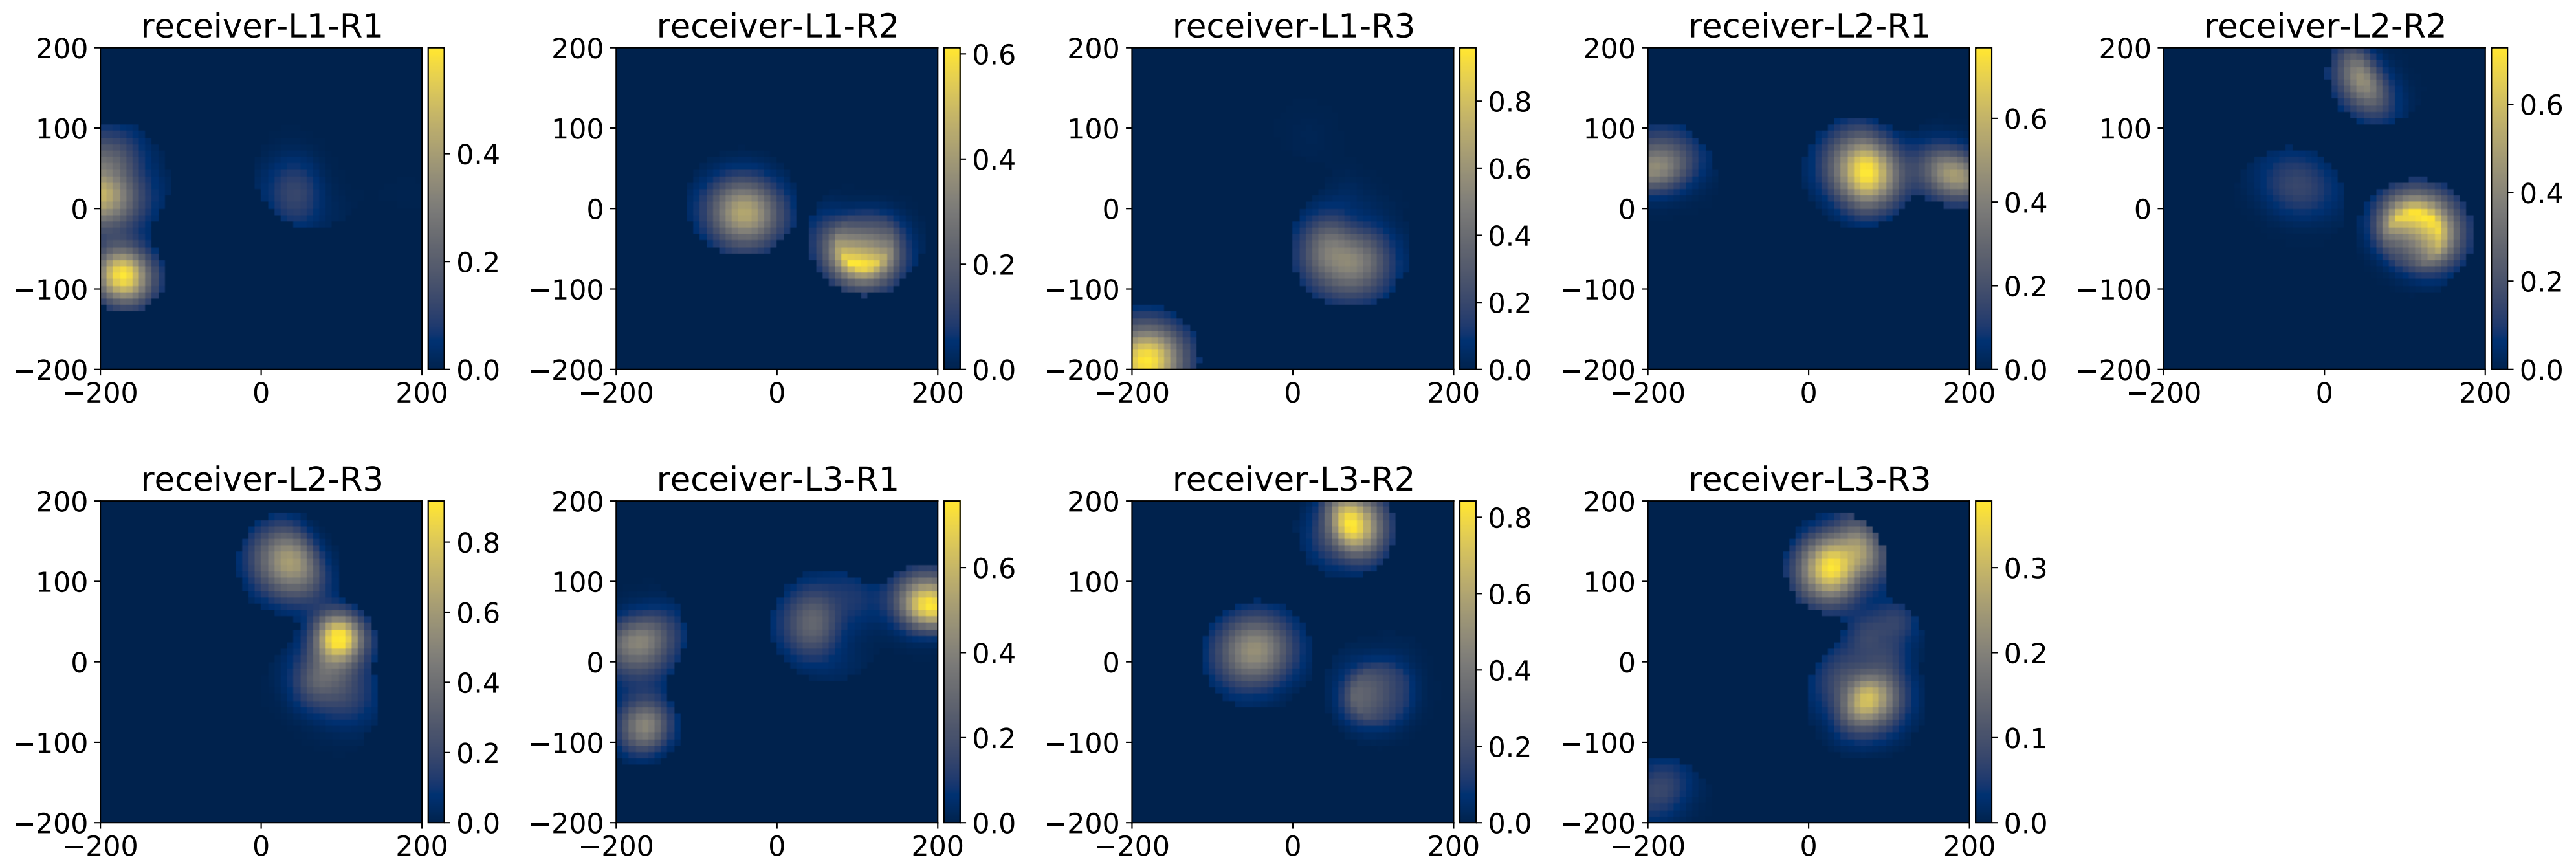 receiver-L1-R1 receiver-L1-R2 receiver-L1-R3 receiver-L2-R1 receiver-L2-R2
200 200 200 200 200
0.6
0.8 0.6 0.6
100 100 100 100 100
0.4 0.4 0.6 0.4 0.4
0 0 0 0 0
0.4
0.2 0.2 0.2 0.2
−100 −100 −100 −100 −100
0.2
−200 0.0 −200 0.0 −200 0.0 −200 0.0 −200 0.0
−200 0 200 −200 0 200 −200 0 200 −200 0 200 −200 0 200
receiver-L2-R3 receiver-L3-R1 receiver-L3-R2 receiver-L3-R3
200 200 200 200
0.8 0.6 0.8 0.3
100 100 100 100
0.6 0.6
0.4 0.2
0 0 0 0
0.4 0.4
0.2 0.1
−100 −100 −100 −100
0.2 0.2
−200 0.0 −200 0.0 −200 0.0 −200 0.0
−200 0 200 −200 0 200 −200 0 200 −200 0 200